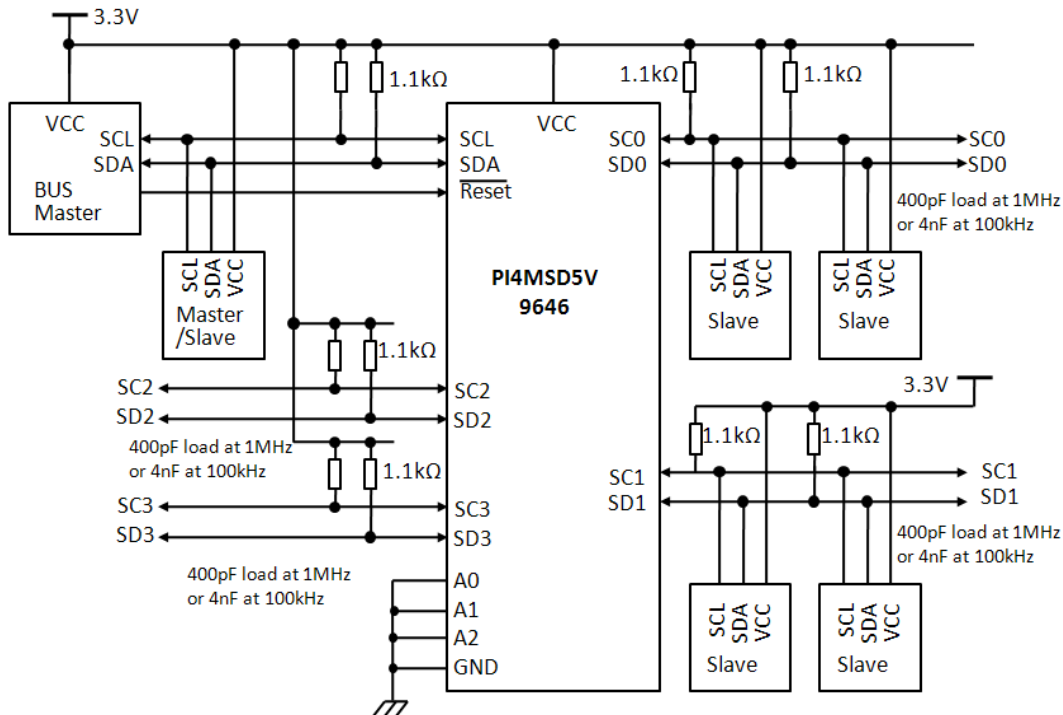 3.3V
1.1kΩ
1.1kΩ
1.1kΩ
VCC
SCL
SDA
BUS
Master
SCL
SDA
Reset
VCC
SC0
SD0
SC0
SD0
400pF load at 1MHz
or 4nF at 100kHz
SCL
SDA
VCC
Master
/Slave
PI4MSD5V
9646
SCL
SDA
VCC
Slave
SCL
SDA
VCC
Slave
1.1kΩ
SC2
SD2
SC2
SD2
400pF load at 1MHz
or 4nF at 100kHz
1.1kΩ
SC3
SD3
SC3
SD3
400pF load at 1MHz
or 4nF at 100kHz
3.3V
1.1kΩ
1.1kΩ
SC1
SD1
SC1
SD1
400pF load at 1MHz
or 4nF at 100kHz
A0
A1
A2
GND
SCL
SDA
VCC
Slave
SCL
SDA
VCC
Slave